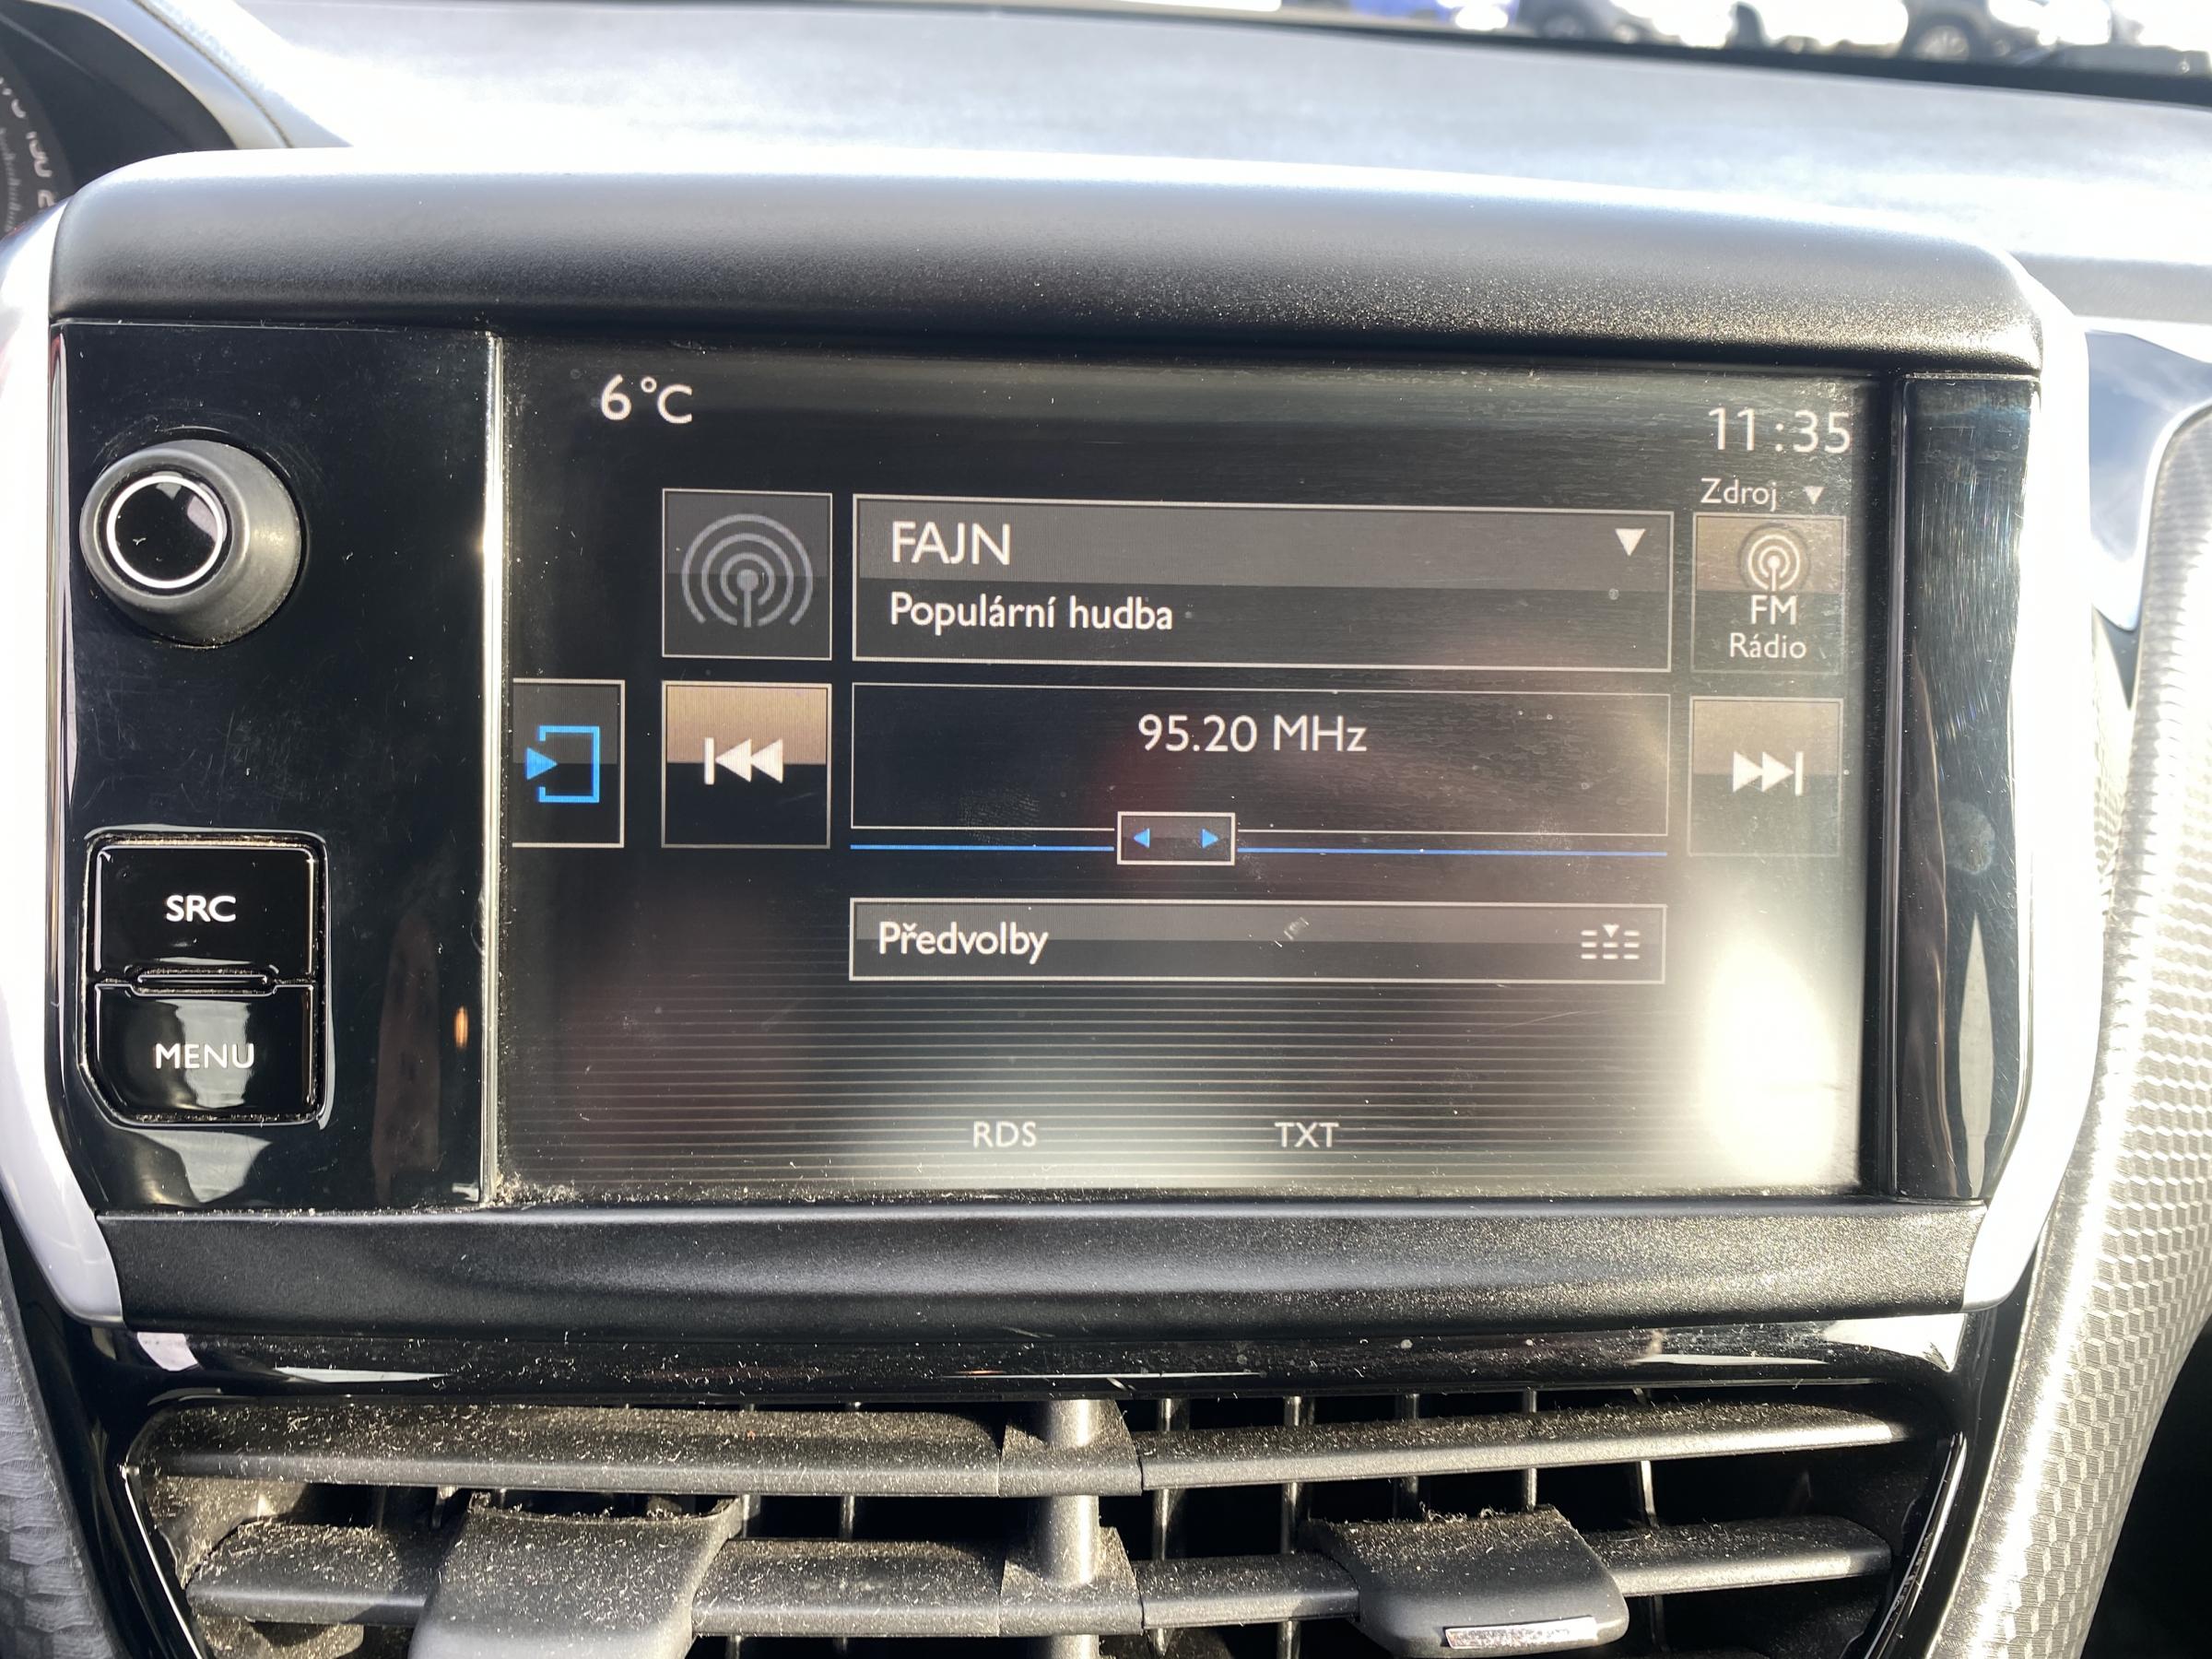 6°C
11:35
Zdroj
FAJN
Populární hudba
FM
Rádio
95.20 MHz
SRC
Předvolby
MENU
RDS
TXT